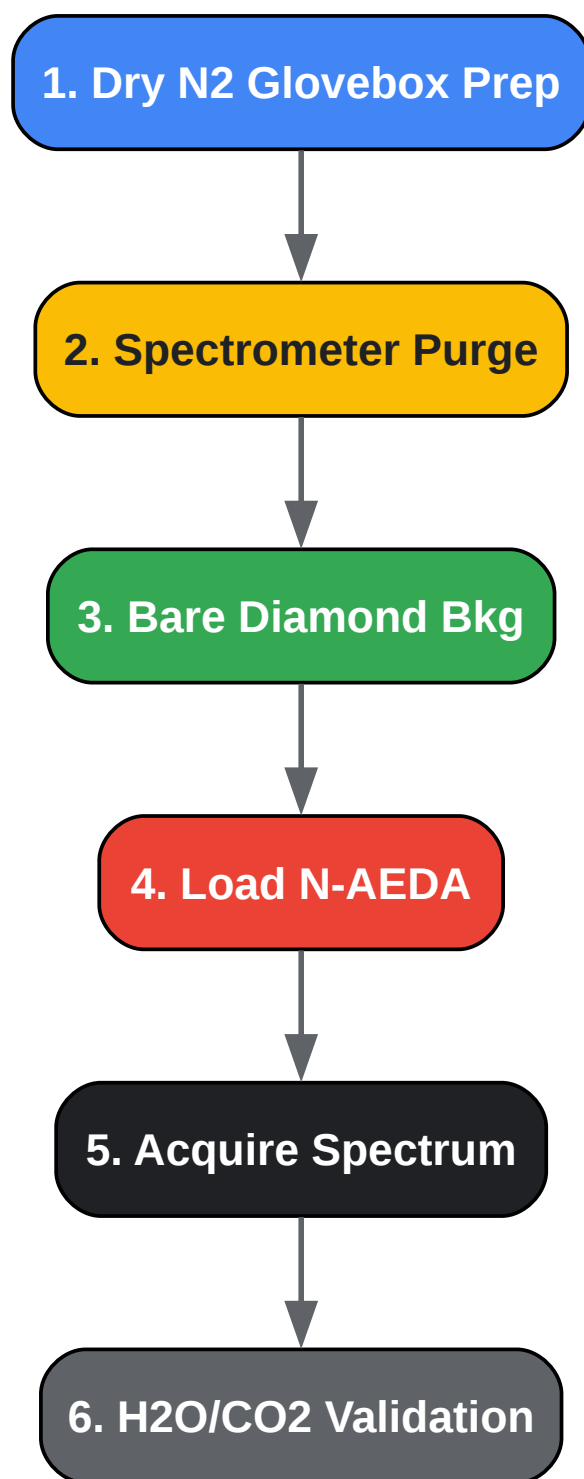 1. Dry N2 Glovebox Prep
2. Spectrometer Purge
3. Bare Diamond Bkg
4. Load N-AEDA
5. Acquire Spectrum
6. H2O/CO2 Validation